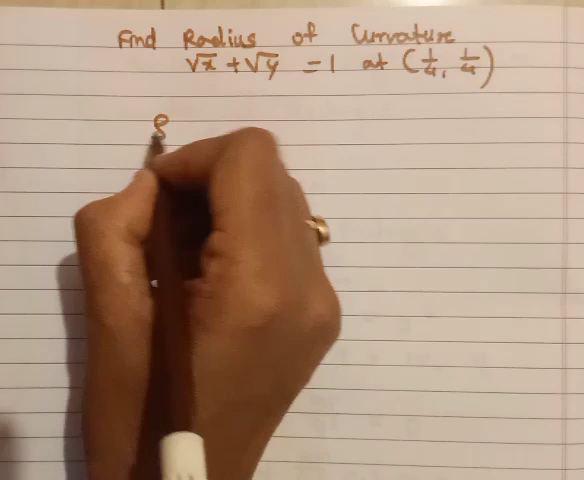 Find Radius of Curvature
√x + √y = 1 at (1/4, 1/4)
ρ